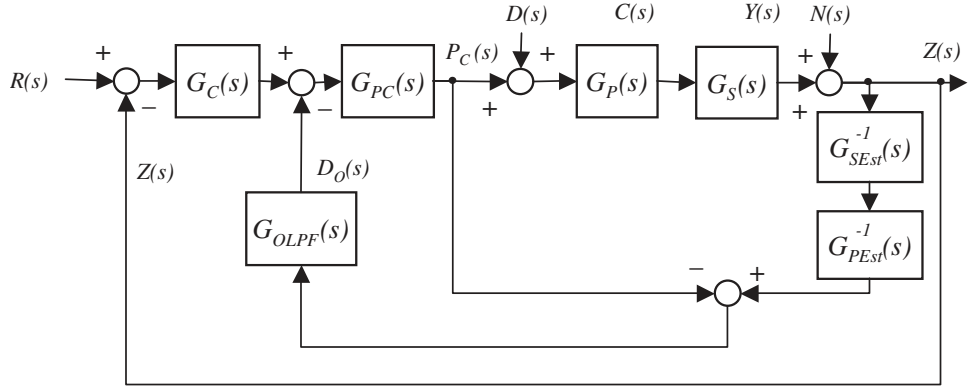 D(s) C(s) Y(s) N(s)
R(s) + − G_C(s) + − G_PC(s) P_C(s) + + G_P(s) G_S(s) + + Z(s)
Z(s) D_O(s) G_SEst^-1(s)
G_OLPF(s) G_PEst^-1(s)
− +